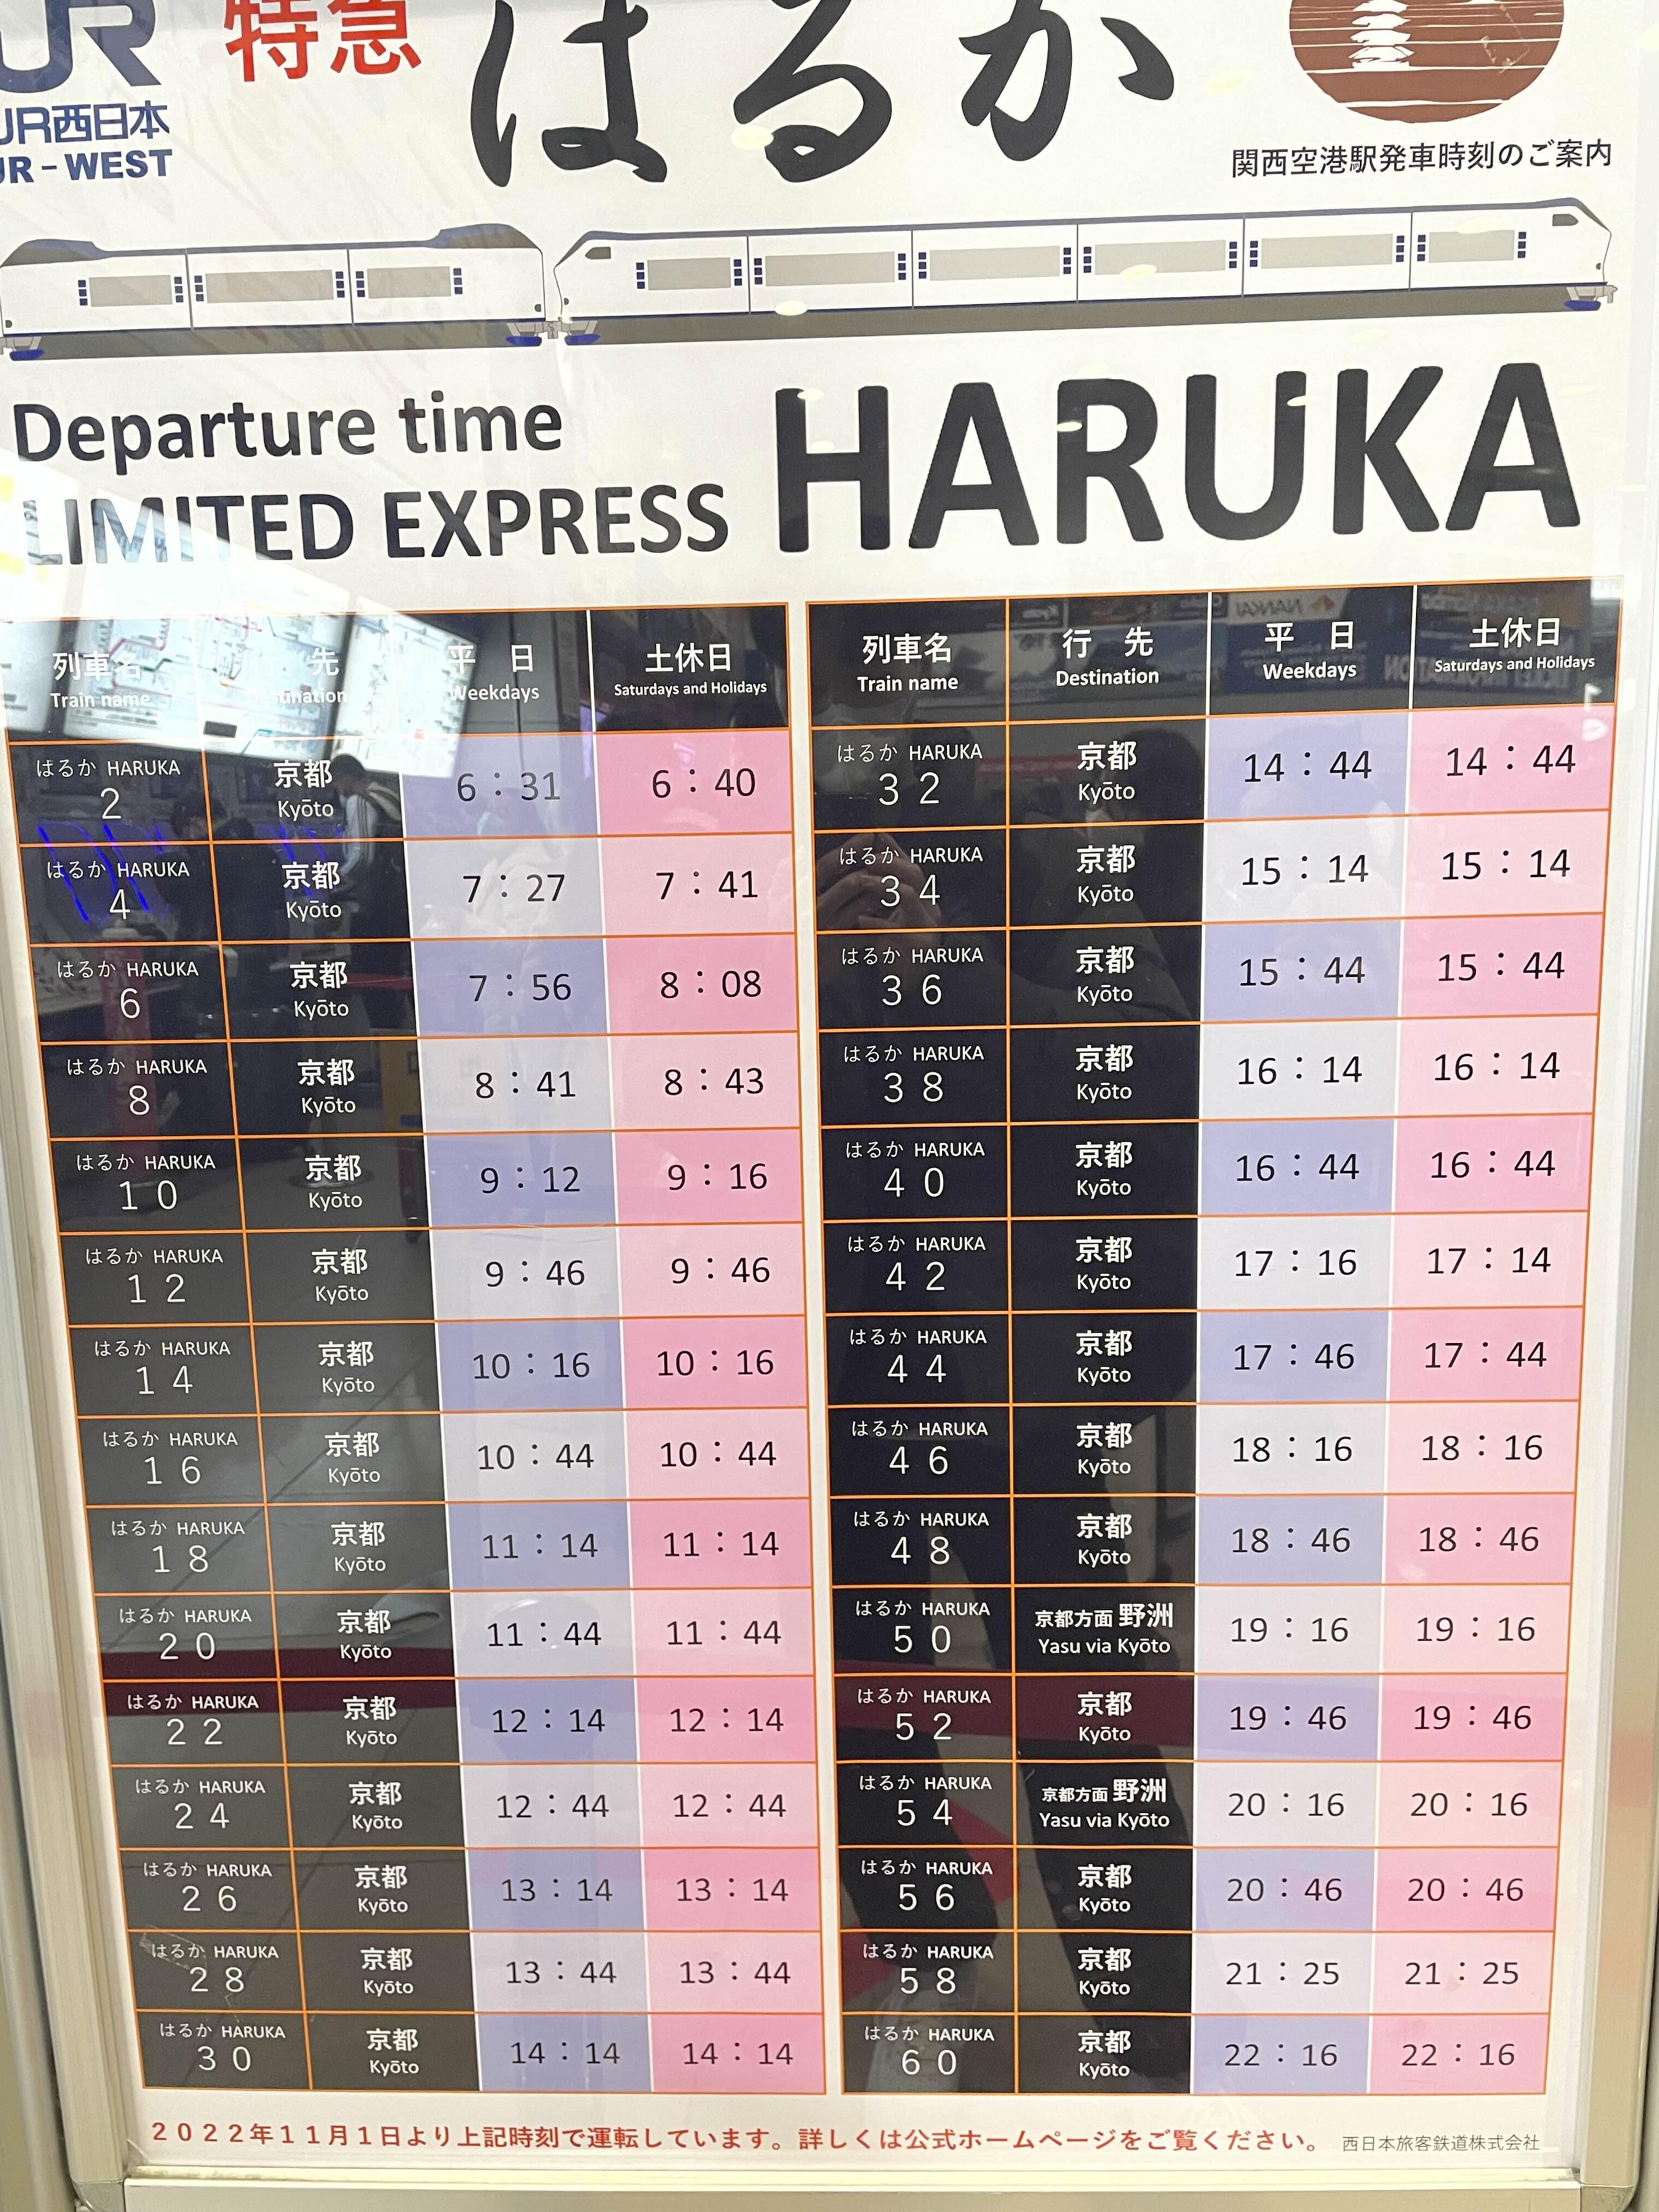 特急 はるか
JR西日本
JR-WEST
関西空港駅発車時刻のご案内
Departure time
LIMITED EXPRESS HARUKA
列車名 行 先 平 日 土休日
Train name Destination Weekdays Saturdays and Holidays
はるか HARUKA 2 京都 Kyōto 6：31 6：40
はるか HARUKA 4 京都 Kyōto 7：27 7：41
はるか HARUKA 6 京都 Kyōto 7：56 8：08
はるか HARUKA 8 京都 Kyōto 8：41 8：43
はるか HARUKA 10 京都 Kyōto 9：12 9：16
はるか HARUKA 12 京都 Kyōto 9：46 9：46
はるか HARUKA 14 京都 Kyōto 10：16 10：16
はるか HARUKA 16 京都 Kyōto 10：44 10：44
はるか HARUKA 18 京都 Kyōto 11：14 11：14
はるか HARUKA 20 京都 Kyōto 11：44 11：44
はるか HARUKA 22 京都 Kyōto 12：14 12：14
はるか HARUKA 24 京都 Kyōto 12：44 12：44
はるか HARUKA 26 京都 Kyōto 13：14 13：14
はるか HARUKA 28 京都 Kyōto 13：44 13：44
はるか HARUKA 30 京都 Kyōto 14：14 14：14
列車名 行 先 平 日 土休日
Train name Destination Weekdays Saturdays and Holidays
はるか HARUKA 32 京都 Kyōto 14：44 14：44
はるか HARUKA 34 京都 Kyōto 15：14 15：14
はるか HARUKA 36 京都 Kyōto 15：44 15：44
はるか HARUKA 38 京都 Kyōto 16：14 16：14
はるか HARUKA 40 京都 Kyōto 16：44 16：44
はるか HARUKA 42 京都 Kyōto 17：16 17：14
はるか HARUKA 44 京都 Kyōto 17：46 17：44
はるか HARUKA 46 京都 Kyōto 18：16 18：16
はるか HARUKA 48 京都 Kyōto 18：46 18：46
はるか HARUKA 50 京都方面 野洲 Yasu via Kyōto 19：16 19：16
はるか HARUKA 52 京都 Kyōto 19：46 19：46
はるか HARUKA 54 京都方面 野洲 Yasu via Kyōto 20：16 20：16
はるか HARUKA 56 京都 Kyōto 20：46 20：46
はるか HARUKA 58 京都 Kyōto 21：25 21：25
はるか HARUKA 60 京都 Kyōto 22：16 22：16
２０２２年１１月１日より上記時刻で運転しています。詳しくは公式ホームページをご覧ください。 西日本旅客鉄道株式会社